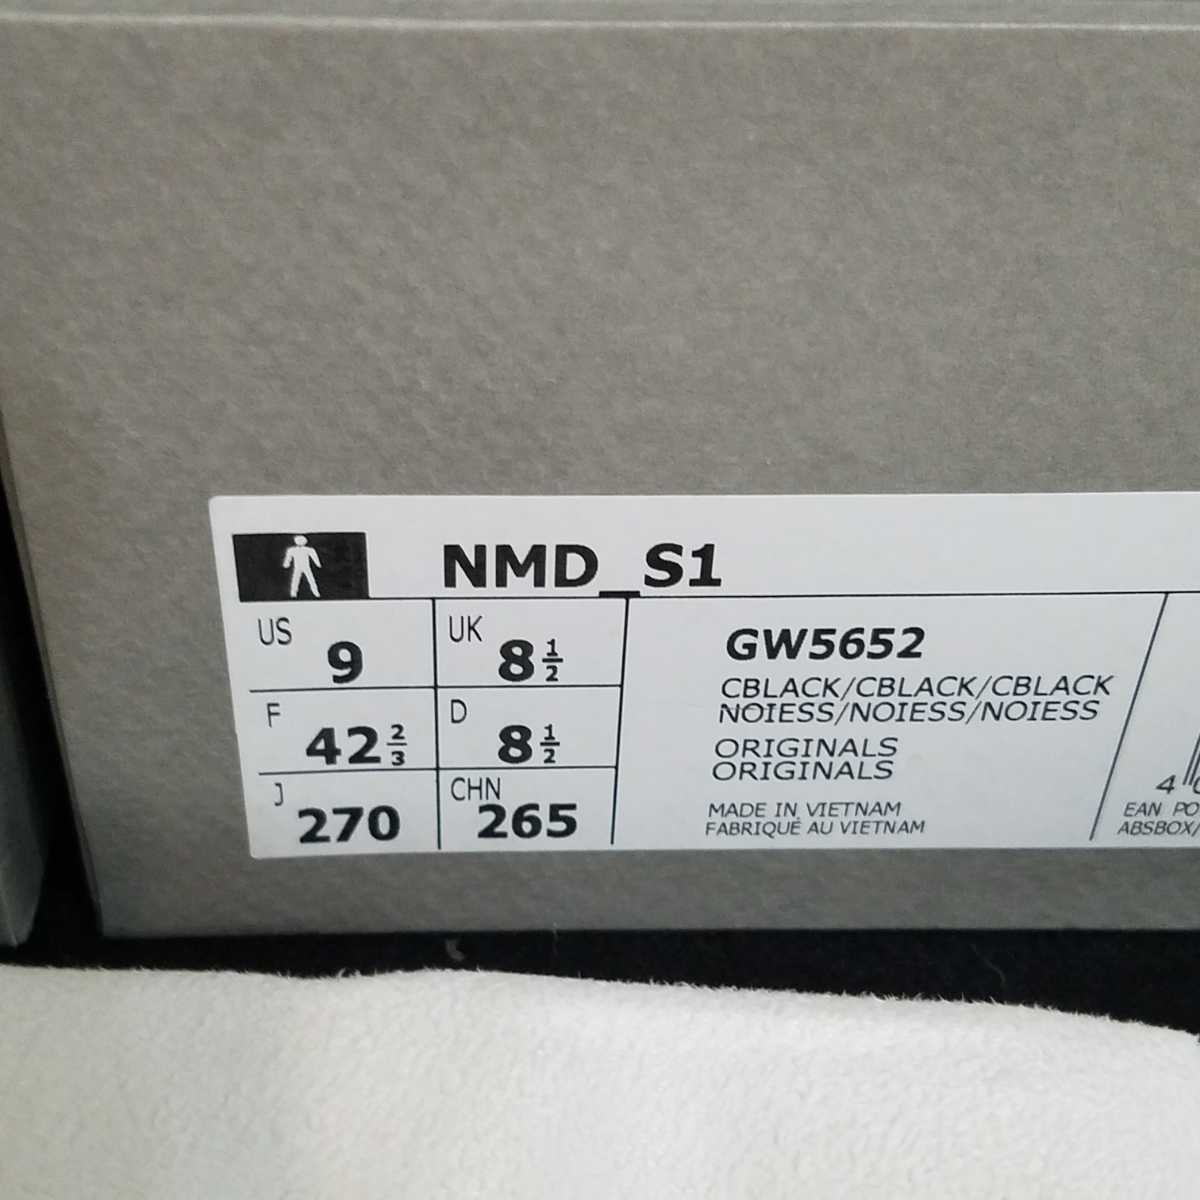 NMD_S1
US 9 UK 8 1/2
F 42 2/3 D 8 1/2
J 270 CHN 265
GW5652
CBLACK/CBLACK/CBLACK
NOIESS/NOIESS/NOIESS
ORIGINALS
ORIGINALS
MADE IN VIETNAM
FABRIQUÉ AU VIETNAM
4
EAN PO
ABSBOX/